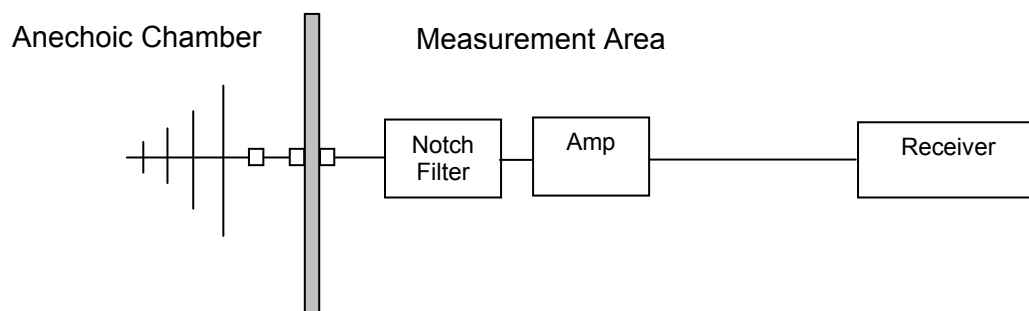 Anechoic Chamber
Measurement Area
Notch
Filter
Amp
Receiver